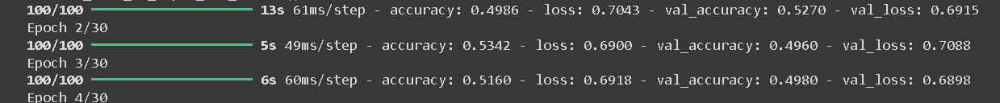 100/100 ━━━━━━━━━━━━━━━━━━━━ 13s 61ms/step - accuracy: 0.4986 - loss: 0.7043 - val_accuracy: 0.5270 - val_loss: 0.6915
Epoch 2/30
100/100 ━━━━━━━━━━━━━━━━━━━━ 5s 49ms/step - accuracy: 0.5342 - loss: 0.6900 - val_accuracy: 0.4960 - val_loss: 0.7088
Epoch 3/30
100/100 ━━━━━━━━━━━━━━━━━━━━ 6s 60ms/step - accuracy: 0.5160 - loss: 0.6918 - val_accuracy: 0.4980 - val_loss: 0.6898
Epoch 4/30